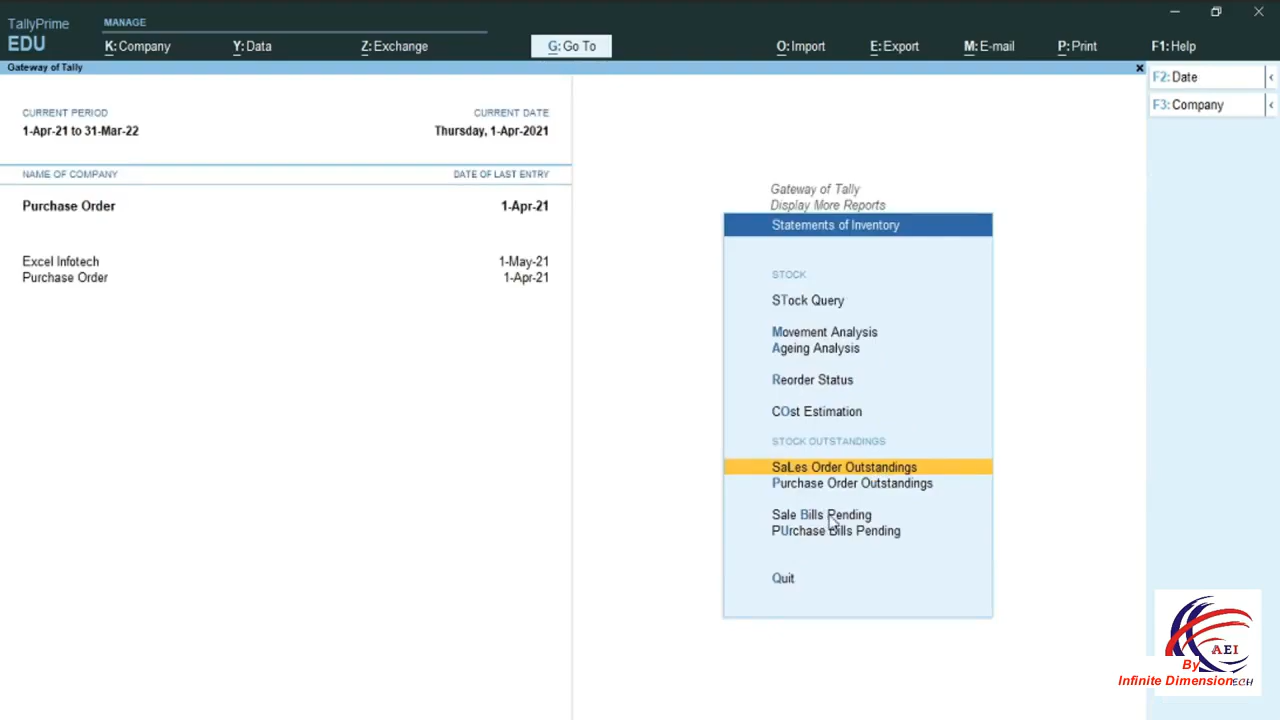 TallyPrime
EDU
MANAGE
K: Company
Y: Data
Z: Exchange
G: Go To
O: Import
E: Export
M: E-mail
P: Print
F1: Help
Gateway of Tally
F2: Date
F3: Company
CURRENT PERIOD
CURRENT DATE
1-Apr-21 to 31-Mar-22
Thursday, 1-Apr-2021
NAME OF COMPANY
DATE OF LAST ENTRY
Purchase Order
1-Apr-21
Excel Infotech
1-May-21
Purchase Order
1-Apr-21
Gateway of Tally
Display More Reports
Statements of Inventory
STOCK
STock Query
Movement Analysis
Ageing Analysis
Reorder Status
COst Estimation
STOCK OUTSTANDINGS
SaLes Order Outstandings
Purchase Order Outstandings
Sale Bills Pending
PUrchase Bills Pending
Quit
AEI
By
Infinite Dimension